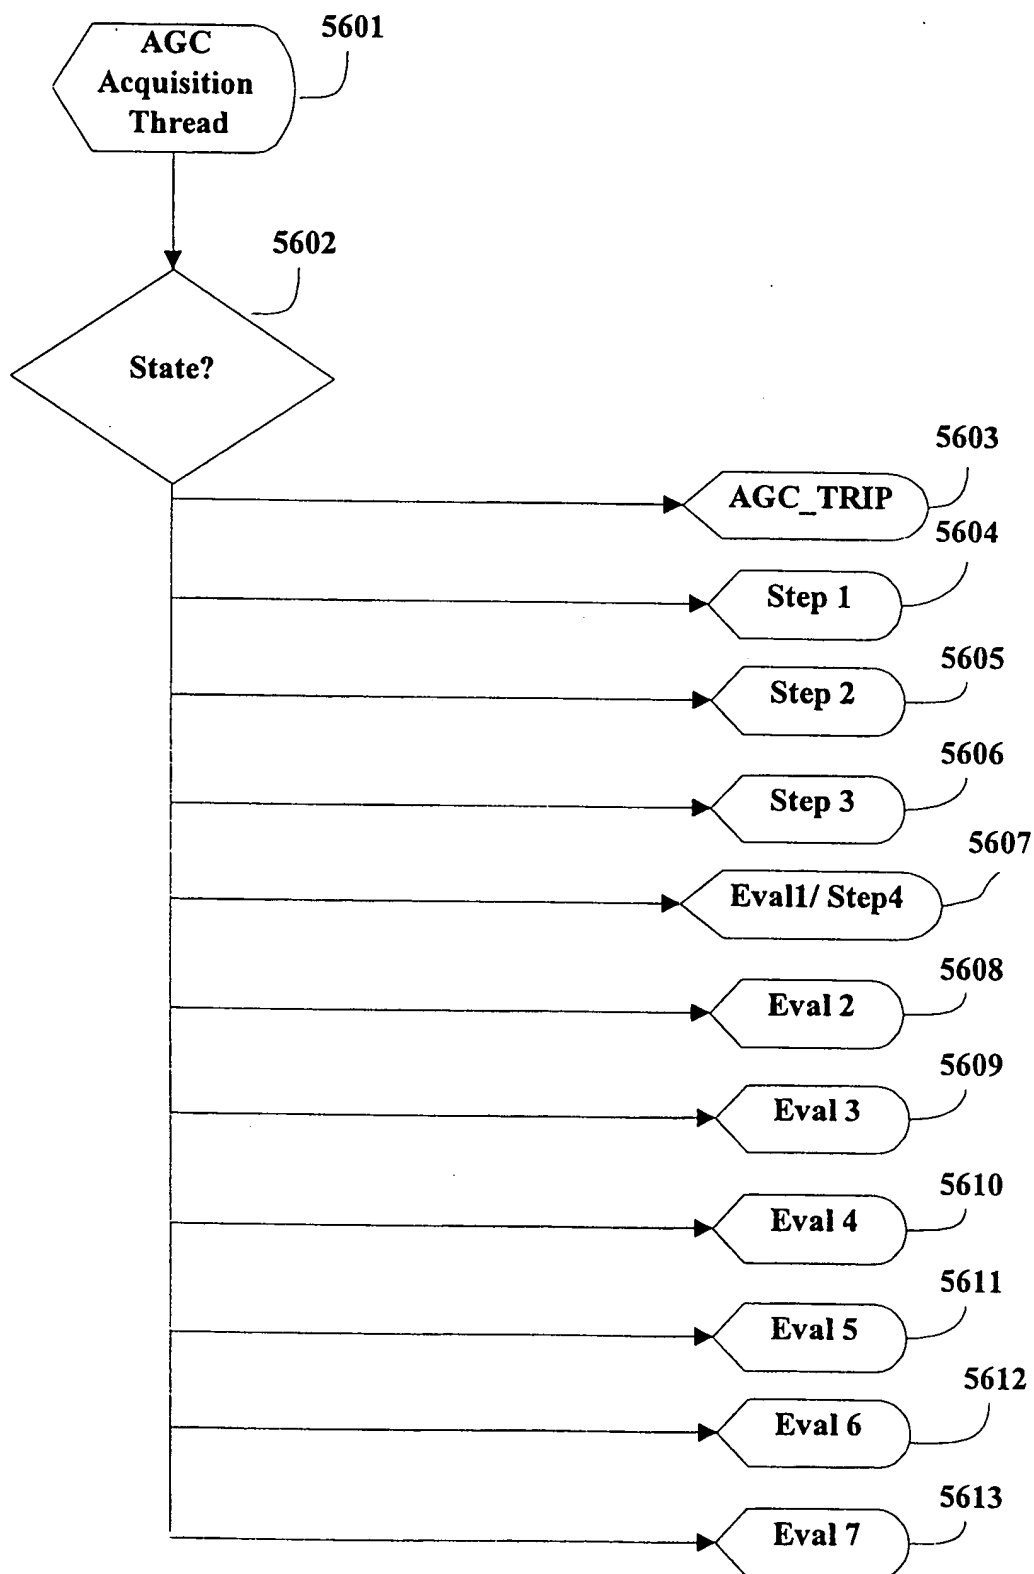 5601
AGC
Acquisition
Thread
5602
State?
5603
AGC_TRIP
5604
Step 1
5605
Step 2
5606
Step 3
5607
Eval1/ Step4
5608
Eval 2
5609
Eval 3
5610
Eval 4
5611
Eval 5
5612
Eval 6
5613
Eval 7